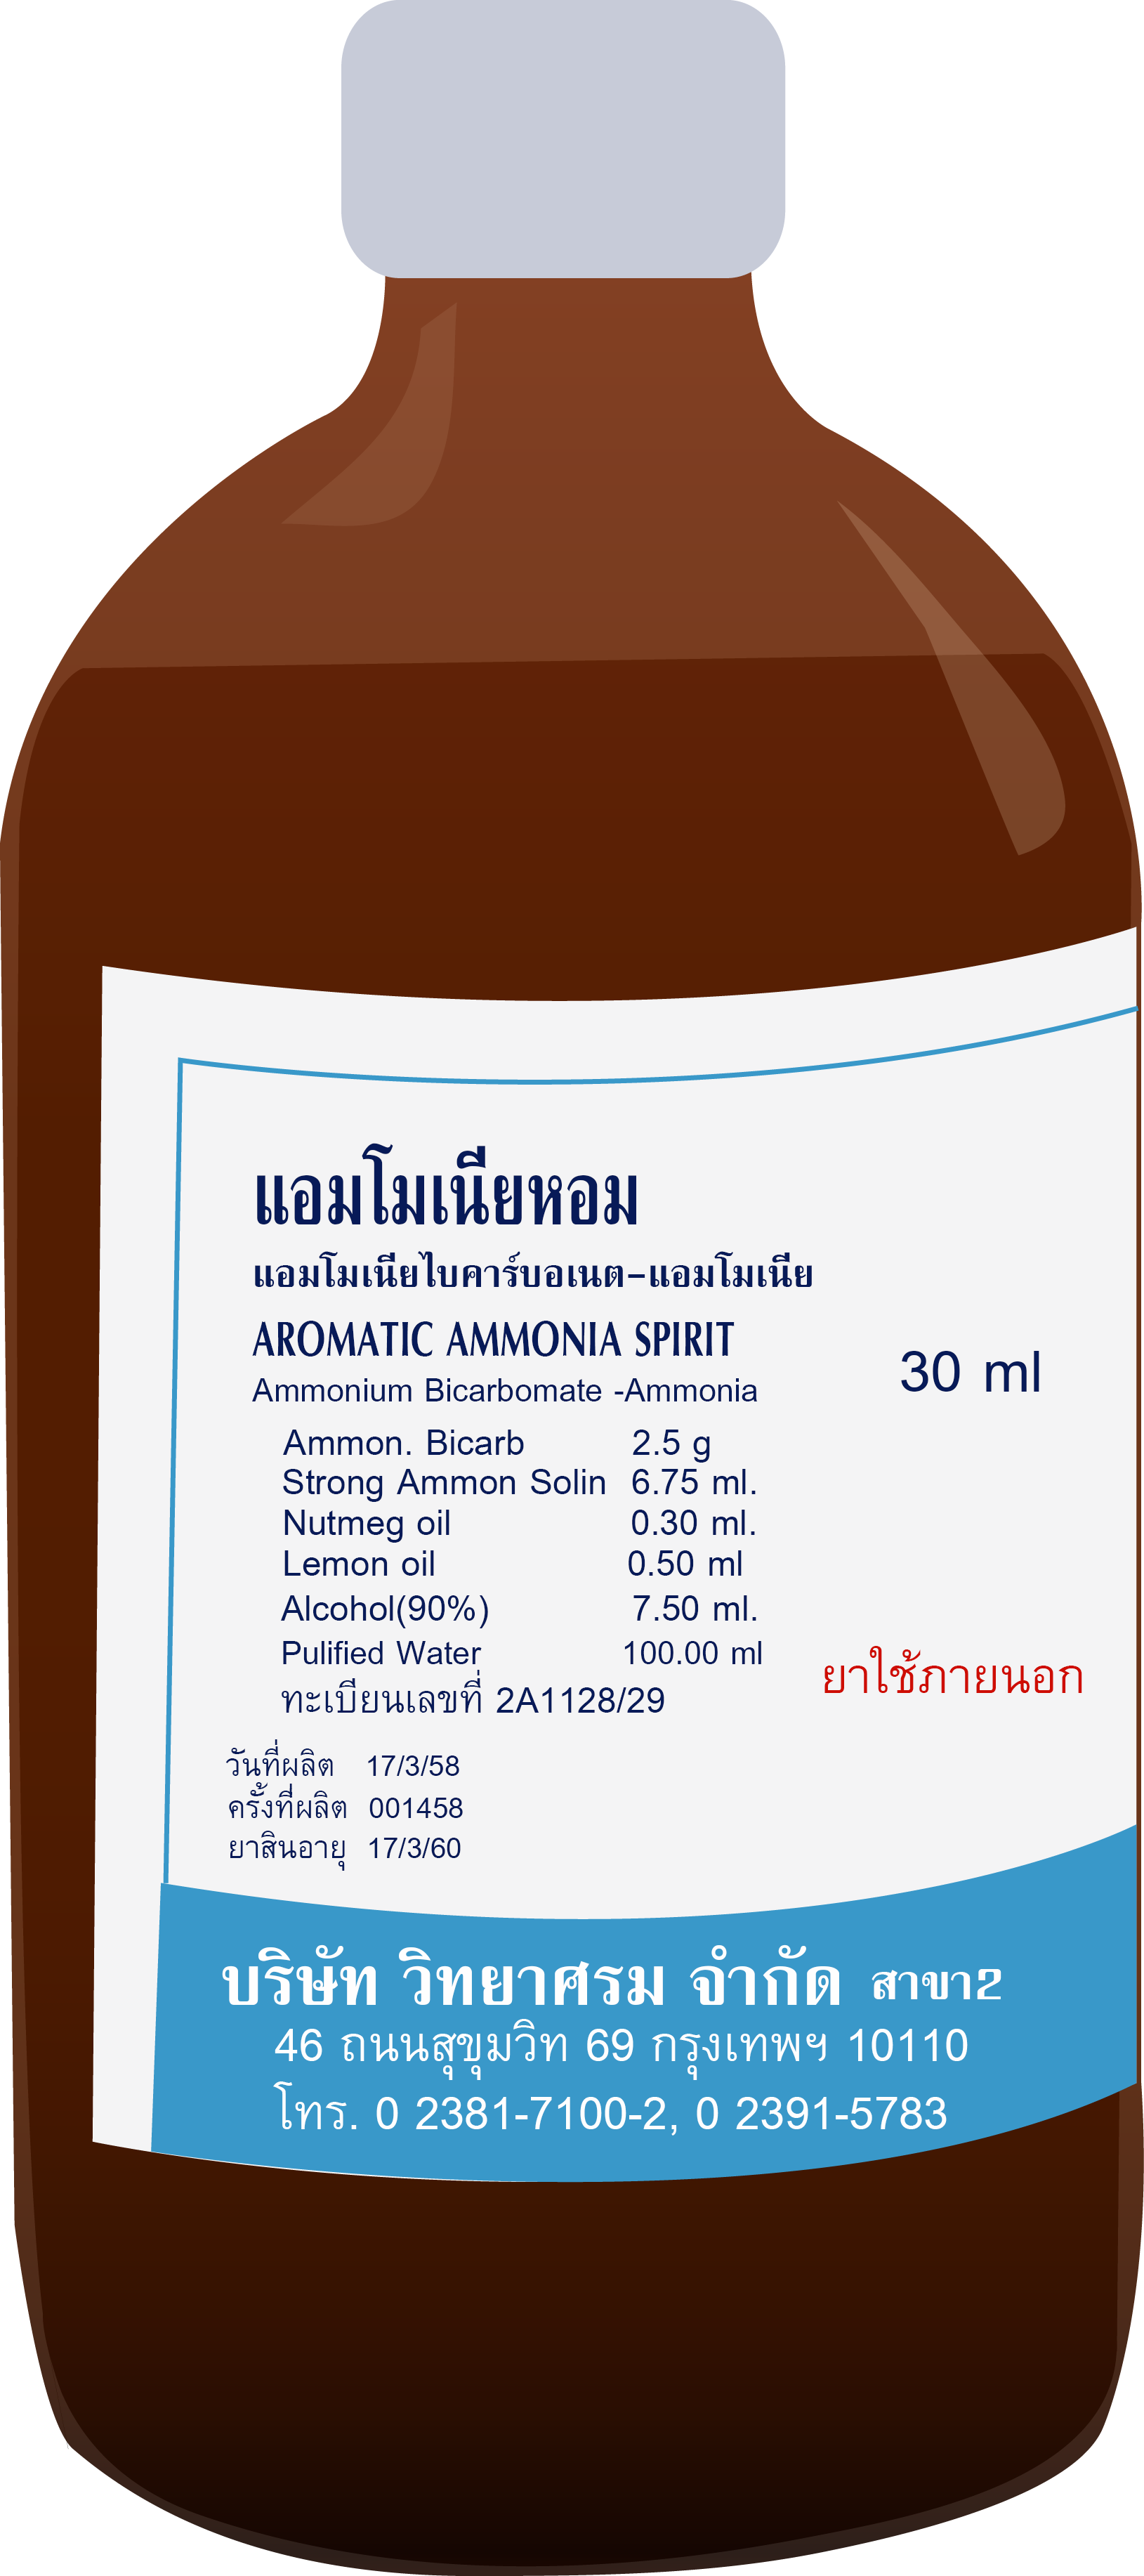 แอมโมเนียหอม
แอมโมเนียไบคาร์บอเนต-แอมโมเนีย
AROMATIC AMMONIA SPIRIT
30 ml
Ammonium Bicarbomate -Ammonia
Ammon. Bicarb 2.5 g
Strong Ammon Solin 6.75 ml.
Nutmeg oil 0.30 ml.
Lemon oil 0.50 ml
Alcohol(90%) 7.50 ml.
Pulified Water 100.00 ml
ยาใช้ภายนอก
ทะเบียนเลขที่ 2A1128/29
วันที่ผลิต 17/3/58
ครั้งที่ผลิต 001458
ยาสินอายุ 17/3/60
บริษัท วิทยาศรม จำกัด สาขา2
46 ถนนสุขุมวิท 69 กรุงเทพฯ 10110
โทร. 0 2381-7100-2, 0 2391-5783